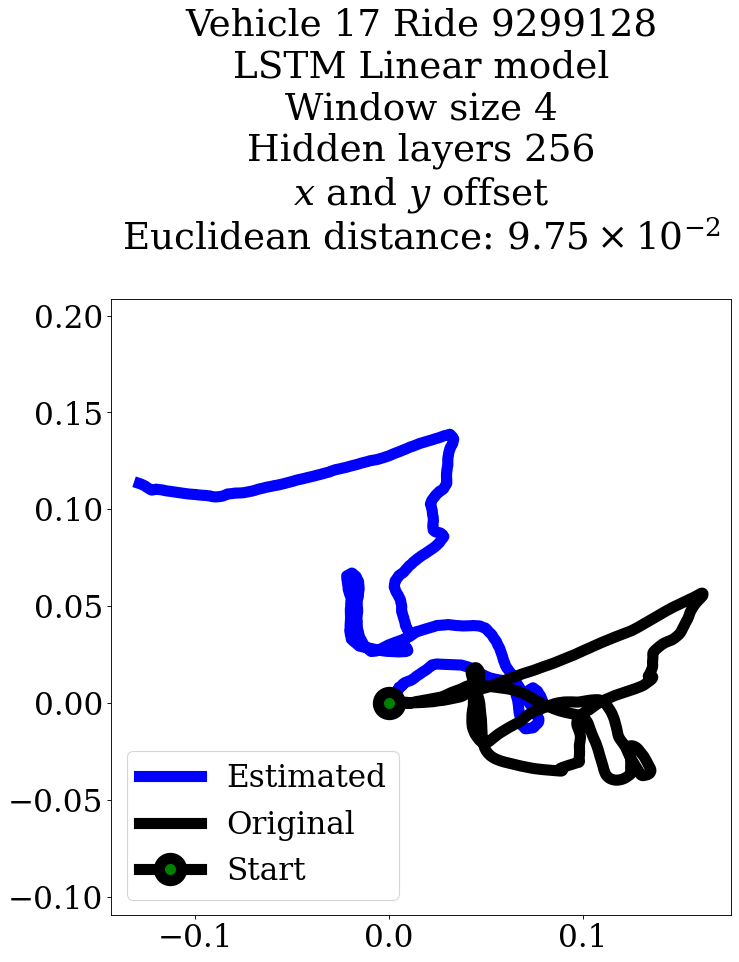 Vehicle 17 Ride 9299128
LSTM Linear model
Window size 4
Hidden layers 256
x and y offset
Euclidean distance: 9.75 × 10⁻²
0.20
0.15
0.10
0.05
0.00
−0.05
−0.10
Estimated
Original
Start
−0.1
0.0
0.1